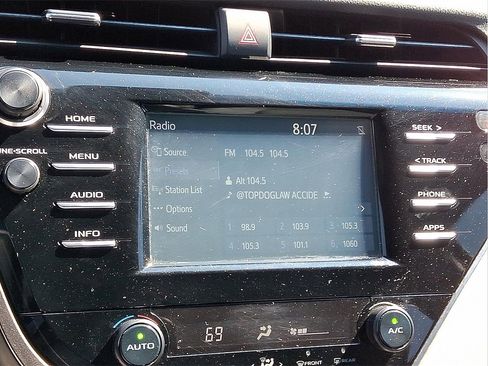 HOME
MENU
AUDIO
INFO
TUNE-SCROLL
Radio 8:07
Source FM 104.5 104.5
Presets
Alt 104.5
Station List
@TOPDOGLAW ACCIDE
Options
Sound 1 98.9 2 103.9 3 105.3
4 105.3 5 101.1 6 1060
SEEK >
< TRACK
PHONE
APPS
69
AUTO
A/C
FRONT
REAR